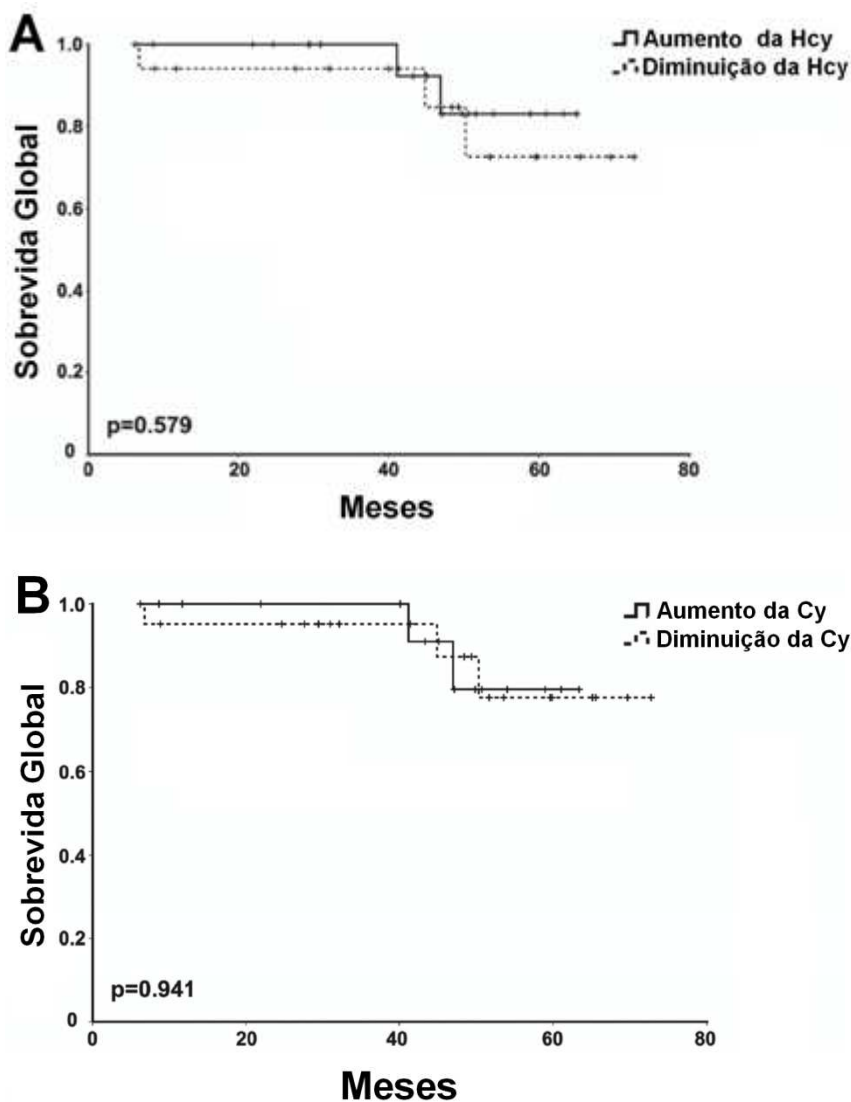 A
Aumento da Hcy
Diminuição da Hcy
Sobrevida Global
1.0
0.8
0.6
0.4
0.2
0
p=0.579
0 20 40 60 80
Meses
B
Aumento da Cy
Diminuição da Cy
Sobrevida Global
1.0
0.8
0.6
0.4
0.2
0
p=0.941
0 20 40 60 80
Meses